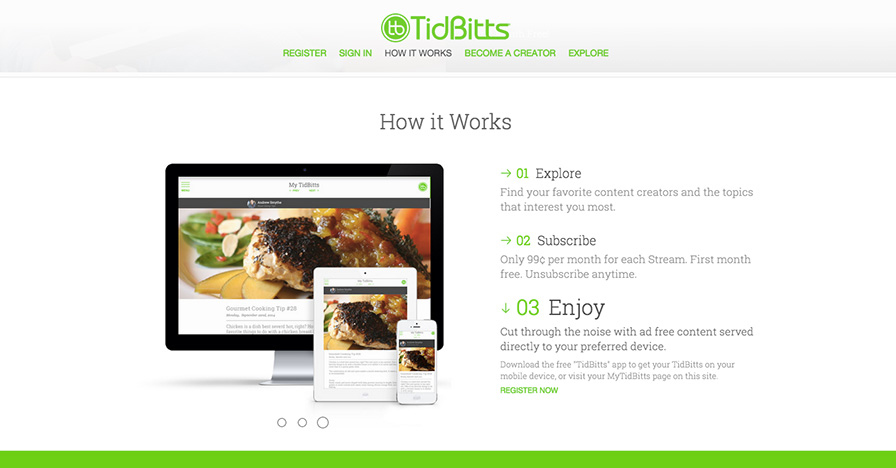 tb TidBitts
REGISTER SIGN IN HOW IT WORKS BECOME A CREATOR EXPLORE
How it Works
My TidBitts
MENU
Gourmet Cooking Tip #28
My TidBitts
→ 01 Explore
Find your favorite content creators and the topics
that interest you most.
→ 02 Subscribe
Only 99¢ per month for each Stream. First month
free. Unsubscribe anytime.
↓ 03 Enjoy
Cut through the noise with ad free content served
directly to your preferred device.
Download the free "TidBitts" app to get your TidBitts on your
mobile device, or visit your MyTidBitts page on this site.
REGISTER NOW